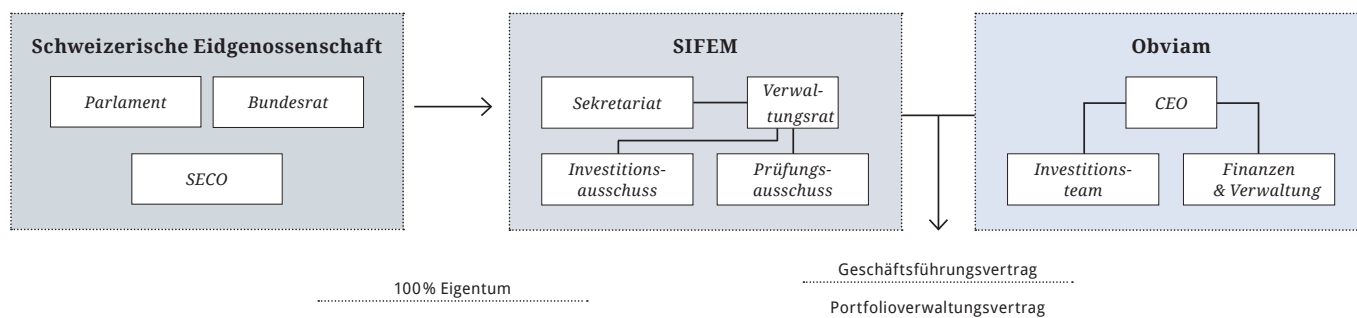 Schweizerische Eidgenossenschaft
Parlament
Bundesrat
SECO
SIFEM
Sekretariat
Verwal-
tungsrat
Investitions-
ausschuss
Prüfungs-
ausschuss
Obviam
CEO
Investitions-
team
Finanzen
& Verwaltung
100% Eigentum
Geschäftsführungsvertrag
Portfolioverwaltungsvertrag